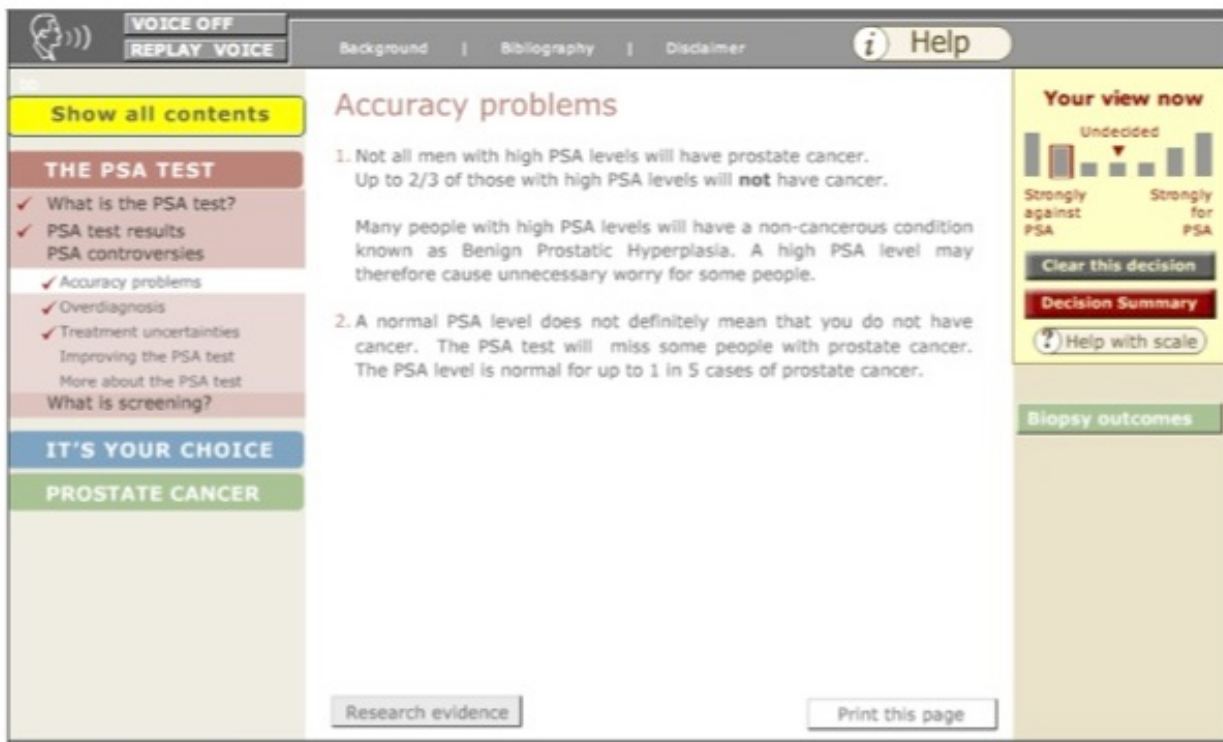 VOICE OFF
REPLAY VOICE
Background | Bibliography | Disclaimer
i Help
Show all contents
THE PSA TEST
✓ What is the PSA test?
✓ PSA test results
PSA controversies
✓ Accuracy problems
✓ Overdiagnosis
✓ Treatment uncertainties
Improving the PSA test
More about the PSA test
What is screening?
IT'S YOUR CHOICE
PROSTATE CANCER
Accuracy problems
1. Not all men with high PSA levels will have prostate cancer.
Up to 2/3 of those with high PSA levels will not have cancer.
Many people with high PSA levels will have a non-cancerous condition
known as Benign Prostatic Hyperplasia. A high PSA level may
therefore cause unnecessary worry for some people.
2. A normal PSA level does not definitely mean that you do not have
cancer. The PSA test will miss some people with prostate cancer.
The PSA level is normal for up to 1 in 5 cases of prostate cancer.
Research evidence
Print this page
Your view now
Undecided
Strongly against PSA
Strongly for PSA
Clear this decision
Decision Summary
? Help with scale
Biopsy outcomes